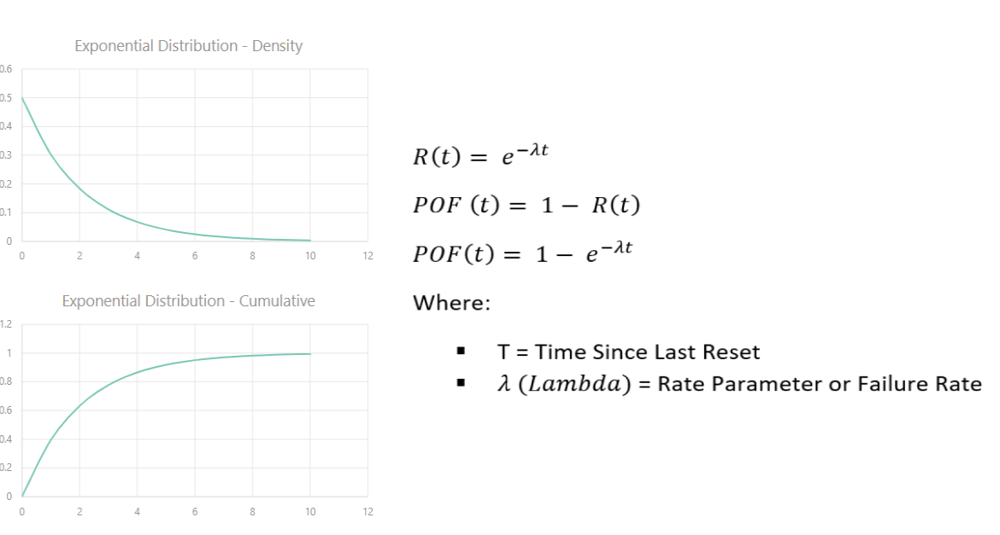 Exponential Distribution - Density
0.6
0.5
0.4
0.3
0.2
0.1
0
0 2 4 6 8 10 12
Exponential Distribution - Cumulative
1.2
1
0.8
0.6
0.4
0.2
0
0 2 4 6 8 10 12
R(t) = e^{−λt}
POF (t) = 1 − R(t)
POF(t) = 1 − e^{−λt}
Where:
▪ T = Time Since Last Reset
▪ λ (Lambda) = Rate Parameter or Failure Rate